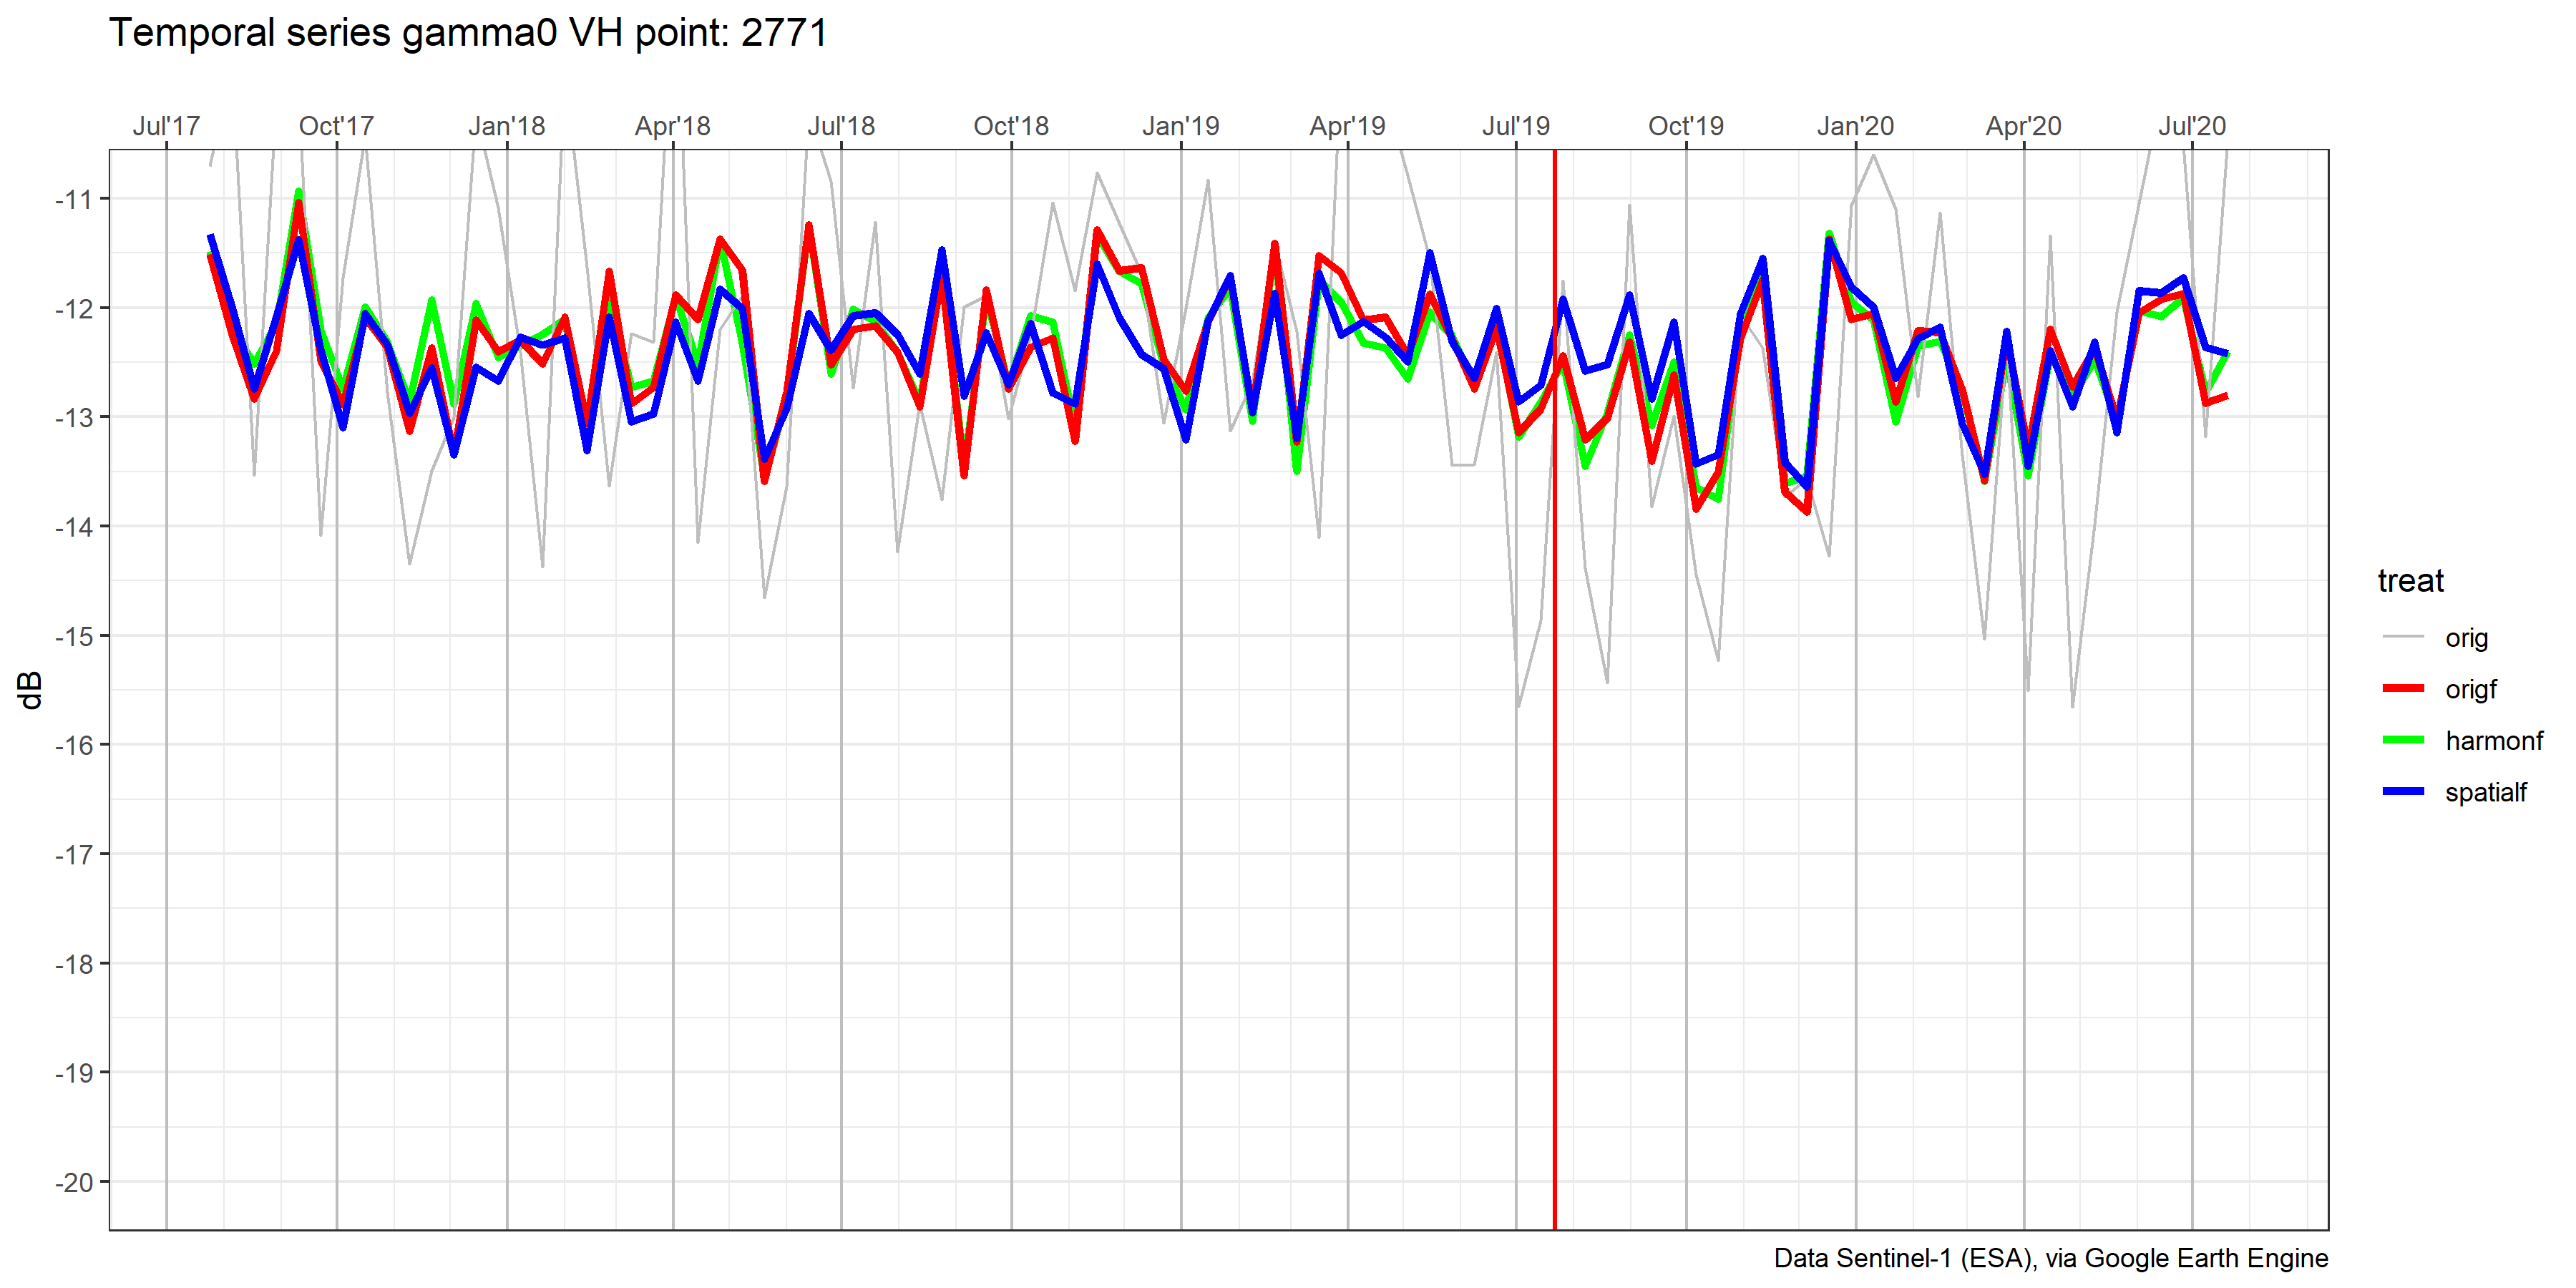 Temporal series gamma0 VH point: 2771
Jul'17 Oct'17 Jan'18 Apr'18 Jul'18 Oct'18 Jan'19 Apr'19 Jul'19 Oct'19 Jan'20 Apr'20 Jul'20
-11
-12
-13
-14
-15
-16
-17
-18
-19
-20
dB
treat
orig
origf
harmonf
spatialf
Data Sentinel-1 (ESA), via Google Earth Engine